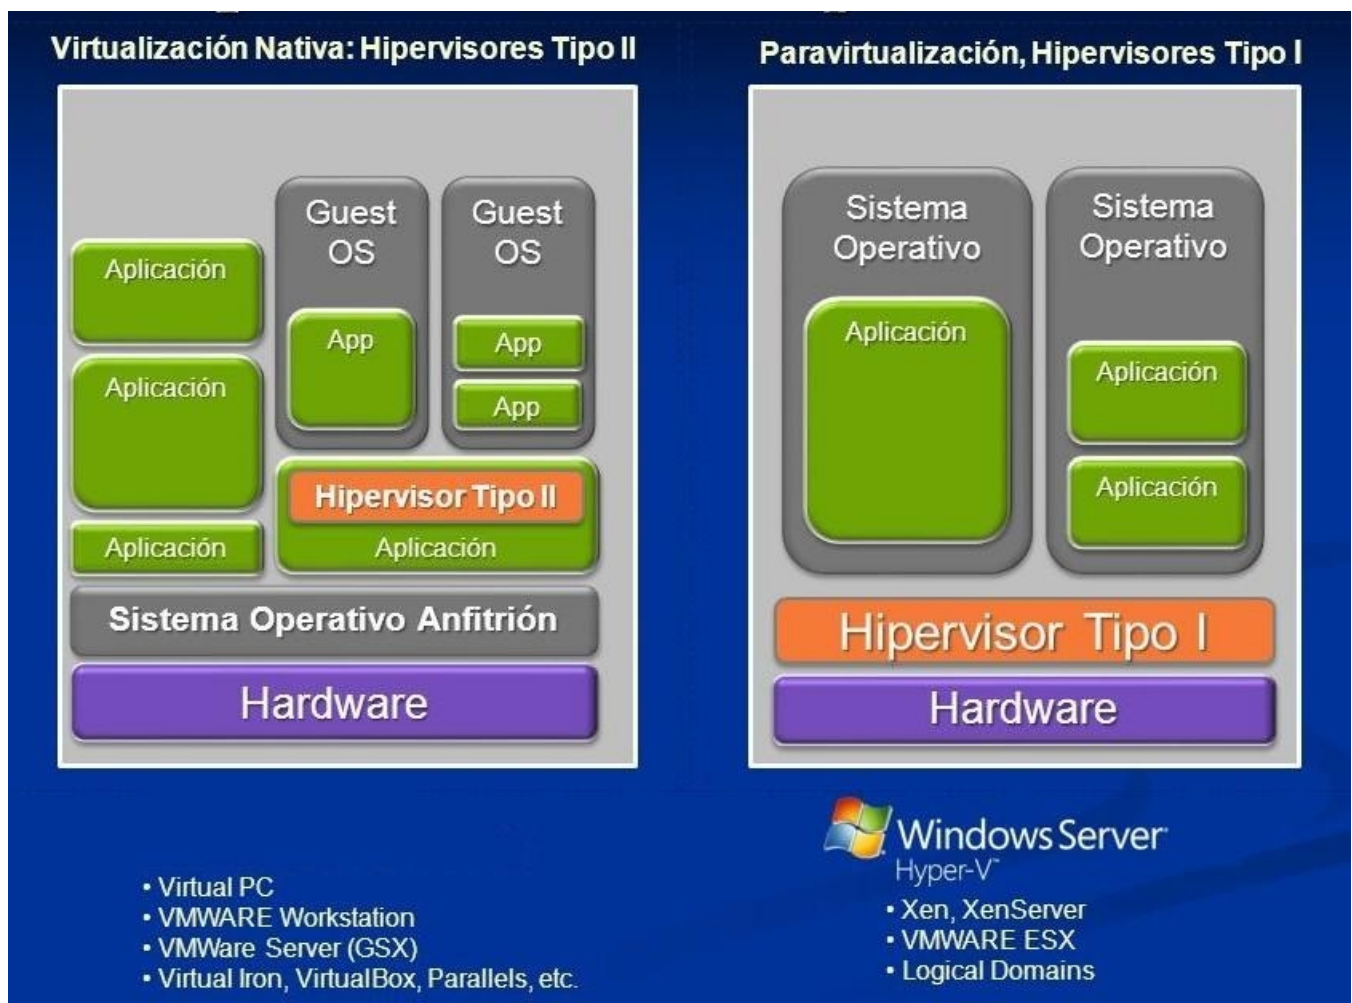 Virtualización Nativa: Hipervisores Tipo II
Guest
OS
Guest
OS
Aplicación
App
App
Aplicación
App
Hipervisor Tipo II
Aplicación
Aplicación
Sistema Operativo Anfitrión
Hardware
• Virtual PC
• VMWARE Workstation
• VMWare Server (GSX)
• Virtual Iron, VirtualBox, Parallels, etc.
Paravirtualización, Hipervisores Tipo I
Sistema
Operativo
Sistema
Operativo
Aplicación
Aplicación
Aplicación
Hipervisor Tipo I
Hardware
Windows Server
Hyper-V™
• Xen, XenServer
• VMWARE ESX
• Logical Domains